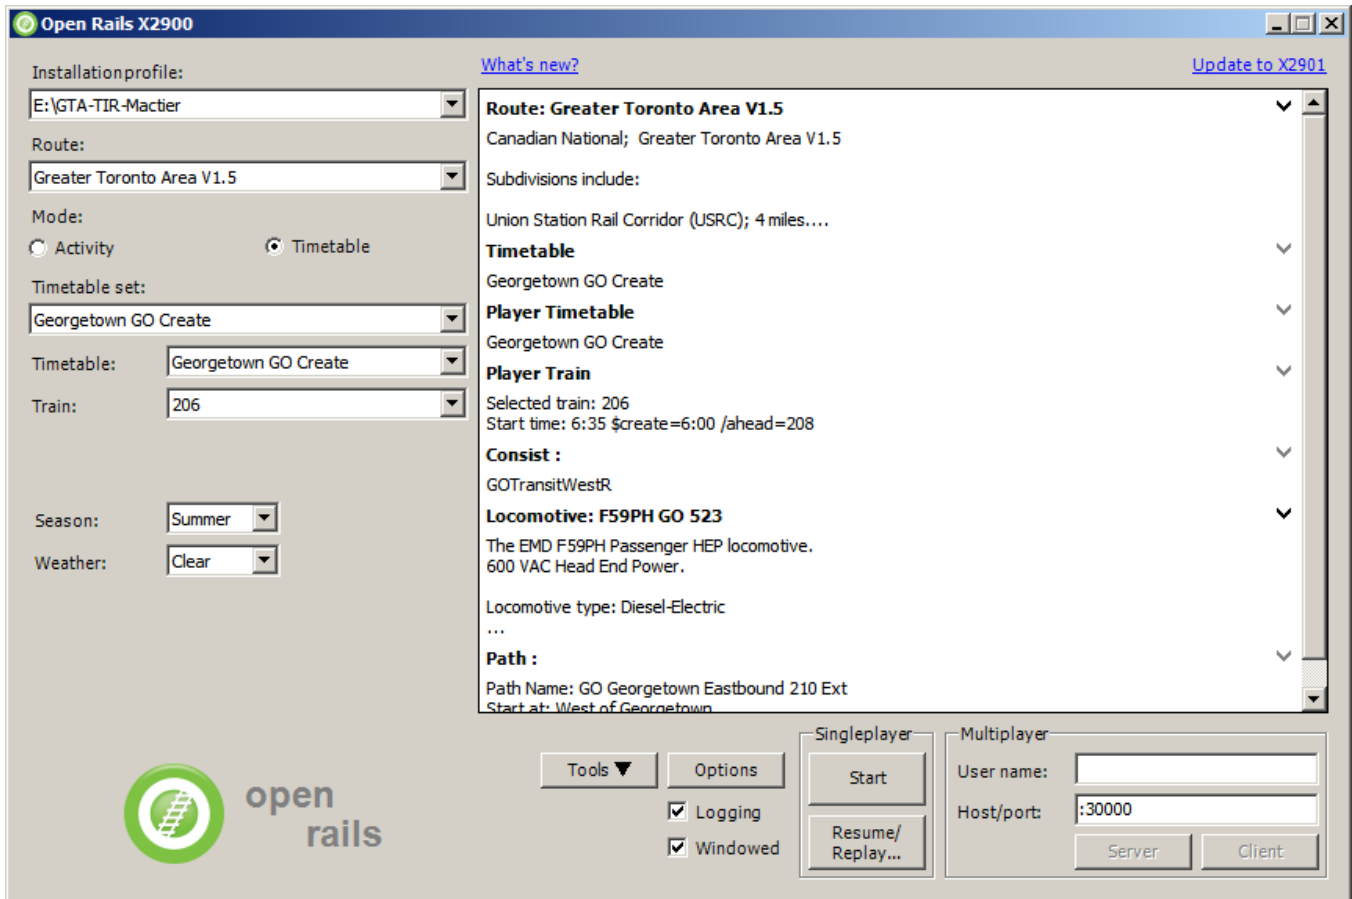 Open Rails X2900
Installation profile:
E:\GTA-TIR-Mactier
Route:
Greater Toronto Area V1.5
Mode:
Activity
Timetable
Timetable set:
Georgetown GO Create
Timetable:
Georgetown GO Create
Train:
206
Season:
Summer
Weather:
Clear
open
rails
What's new?
Update to X2901
Route: Greater Toronto Area V1.5
Canadian National; Greater Toronto Area V1.5
Subdivisions include:
Union Station Rail Corridor (USRC); 4 miles....
Timetable
Georgetown GO Create
Player Timetable
Georgetown GO Create
Player Train
Selected train: 206
Start time: 6:35 $create=6:00 /ahead=208
Consist :
GOTransitWestR
Locomotive: F59PH GO 523
The EMD F59PH Passenger HEP locomotive.
600 VAC Head End Power.
Locomotive type: Diesel-Electric
...
Path :
Path Name: GO Georgetown Eastbound 210 Ext
Start at: West of Georgetown
Tools ▼
Options
Logging
Windowed
Singleplayer
Start
Resume/
Replay...
Multiplayer
User name:
Host/port:
:30000
Server
Client